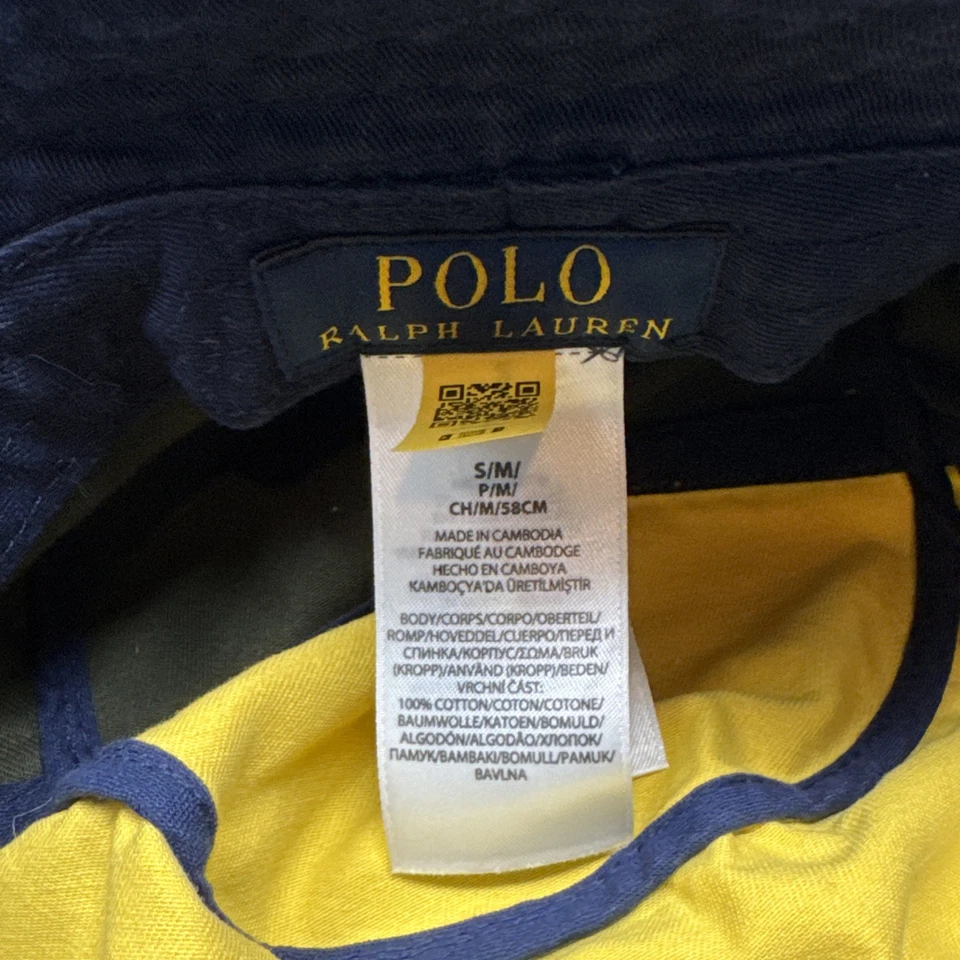 POLO
RALPH LAUREN
S/M/
P/M/
CH/M/58CM
MADE IN CAMBODIA
FABRIQUÉ AU CAMBODGE
HECHO EN CAMBOYA
KAMBOÇYA'DA ÜRETİLMİŞTİR
BODY/CORPS/CORPO/OBERTEIL/
ROMP/HOVEDDEL/CUERPO/ПЕРЕД И
СПИНКА/КОРПУС/ΣΩΜΑ/BRUK
(KROPP)/ANVÄND (KROPP)/BEDEN/
VRCHNÍ ČÁST:
100% COTTON/COTON/COTONE/
BAUMWOLLE/KATOEN/BOMULD/
ALGODÓN/ALGODÃO/ХЛОПОК/
ПАМУК/ΒΑΜΒΑΚΙ/BOMULL/PAMUK/
BAVLNA